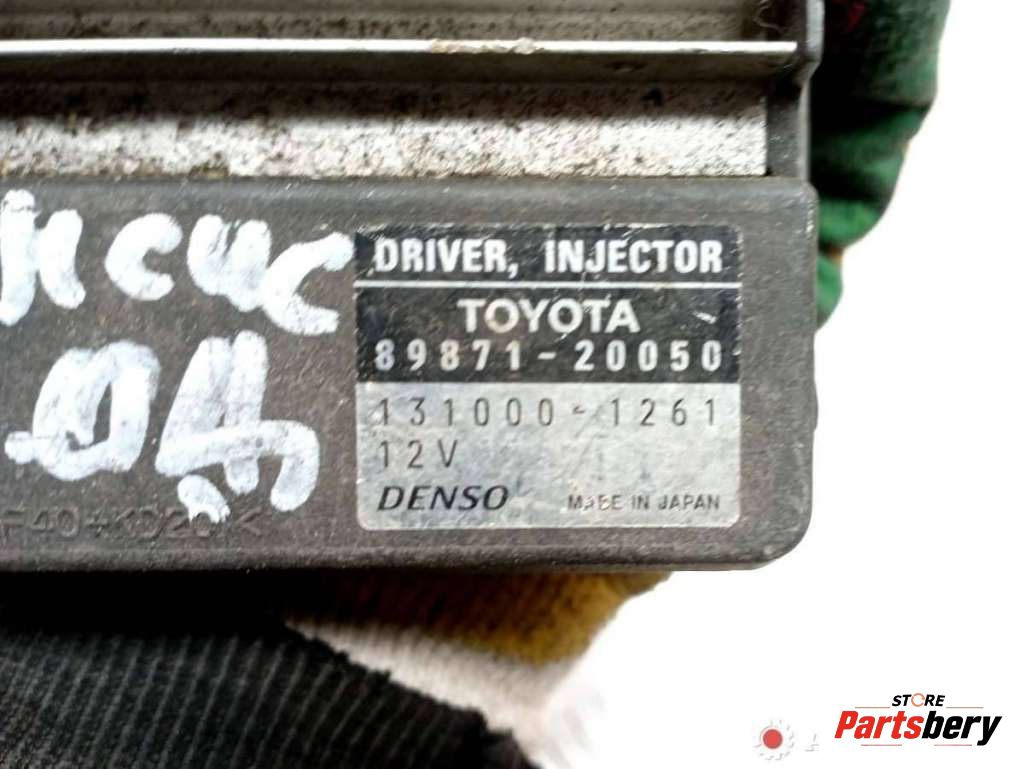 DRIVER, INJECTOR
TOYOTA
89871-20050
131000-1261
12V
DENSO MADE IN JAPAN
STORE
Partsbery